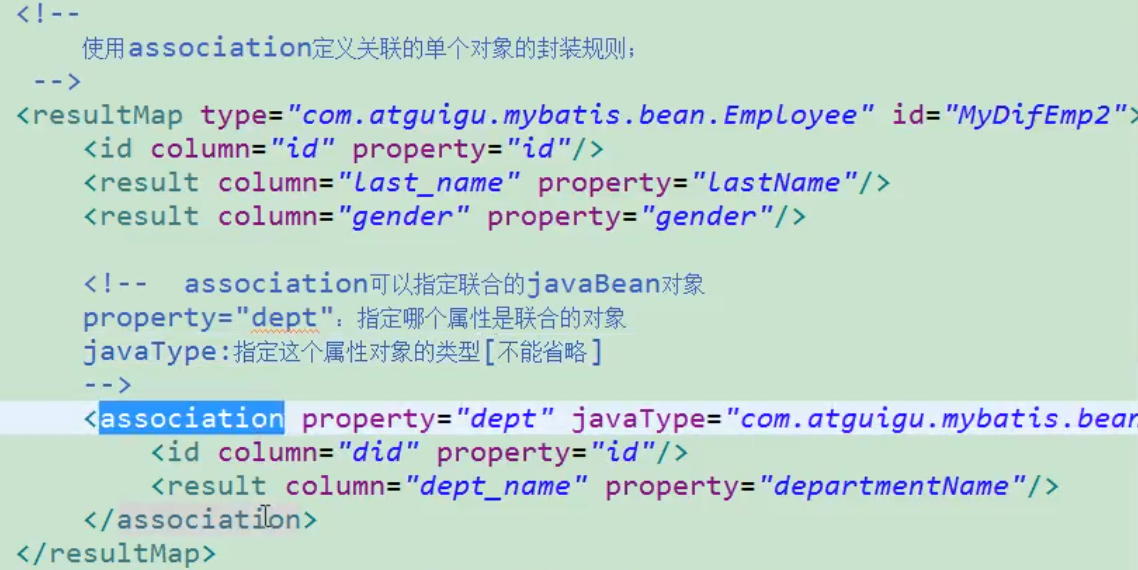 <!--
使用association定义关联的单个对象的封装规则；
-->
<resultMap type="com.atguigu.mybatis.bean.Employee" id="MyDifEmp2">
<id column="id" property="id"/>
<result column="last_name" property="lastName"/>
<result column="gender" property="gender"/>
<!-- association可以指定联合的javaBean对象
property="dept"：指定哪个属性是联合的对象
javaType:指定这个属性对象的类型[不能省略]
-->
<association property="dept" javaType="com.atguigu.mybatis.bean
<id column="did" property="id"/>
<result column="dept_name" property="departmentName"/>
</association>
</resultMap>